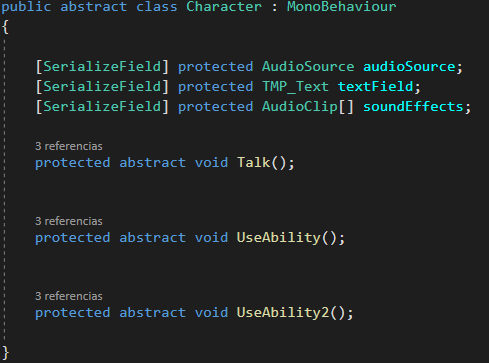 public abstract class Character : MonoBehaviour
{
[SerializeField] protected AudioSource audioSource;
[SerializeField] protected TMP_Text textField;
[SerializeField] protected AudioClip[] soundEffects;
3 referencias
protected abstract void Talk();
3 referencias
protected abstract void UseAbility();
3 referencias
protected abstract void UseAbility2();
}